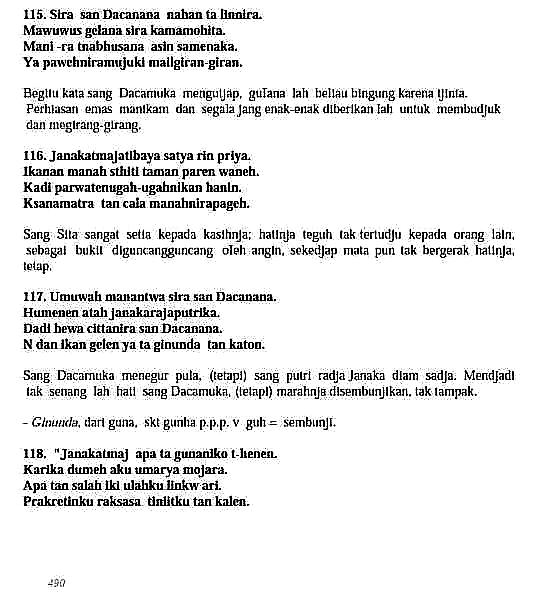 115. Sira san Dacanana nahan ta linnira.
Mawuwus gelana sira kamamohita.
Mani -ra tnabhusana asin samenaka.
Ya pawehniramujuki mailgiran-giran.
Begitu kata sang Dacamuka mengutjap, gulana lah beliau bingung karena tjinta.
Perhiasan emas manikam dan segala jang enak-enak diberikan lah untuk membudjuk
dan megirang-girang.
116. Janakatmajatibaya satya rin priya.
Ikanan manah sthiti taman paren waneh.
Kadi parwatenugah-ugahnikan hanin.
Ksanamatra tan cala manahnirapageh.
Sang Sita sangat setia kepada kasihnja; hatinja teguh tak tertudju kepada orang lain,
sebagai bukit diguncangguncang oleh angin, sekedjap mata pun tak bergerak hatinja,
tetap.
117. Umuwah manantwa sira san Dacanana.
Humenen atah janakarajaputrika.
Dadi hewa cittanira san Dacanana.
N dan ikan gelen ya ta ginunda tan katon.
Sang Dacamuka menegur pula, (tetapi) sang putri radja Janaka diam sadja. Mendjadi
tak senang lah hati sang Dacamuka, (tetapi) marahnja disembunjikan, tak tampak.
- Ginunda, dari guna, skt gunha p.p.p. v guh = sembunji.
118. "Janakatmaj apa ta gunaniko t-henen.
Karika dumeh aku umarya mojara.
Apa tan salah iki ulahku linkw ari.
Prakretinku raksasa tinlitku tan kalen.
490